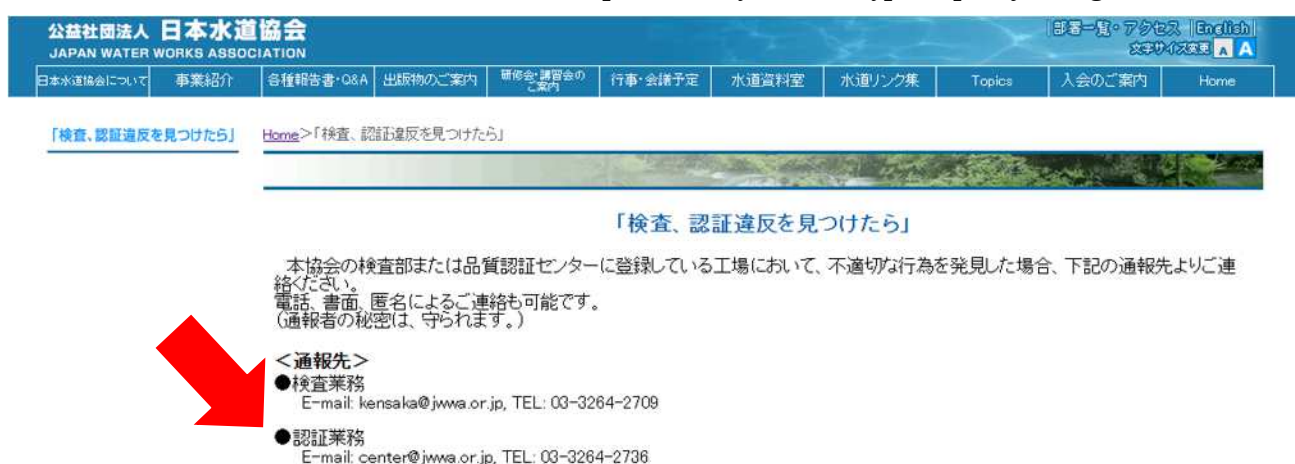 公益社団法人 日本水道協会
JAPAN WATER WORKS ASSOCIATION
部署一覧・アクセス English
文字サイズ変更 A A
日本水道協会について 事業紹介 各種報告書・Q&A 出版物のご案内 研修会・講習会のご案内 行事・会議予定 水道資料室 水道リンク集 Topics 入会のご案内 Home
「検査、認証違反を見つけたら」
Home>「検査、認証違反を見つけたら」
「検査、認証違反を見つけたら」
本協会の検査部または品質認証センターに登録している工場において、不適切な行為を発見した場合、下記の通報先よりご連
絡ください。
電話、書面、匿名によるご連絡も可能です。
(通報者の秘密は、守られます。)
<通報先>
●検査業務
E-mail: kensaka@jwwa.or.jp, TEL: 03-3264-2709
●認証業務
E-mail: center@jwwa.or.jp, TEL: 03-3264-2736